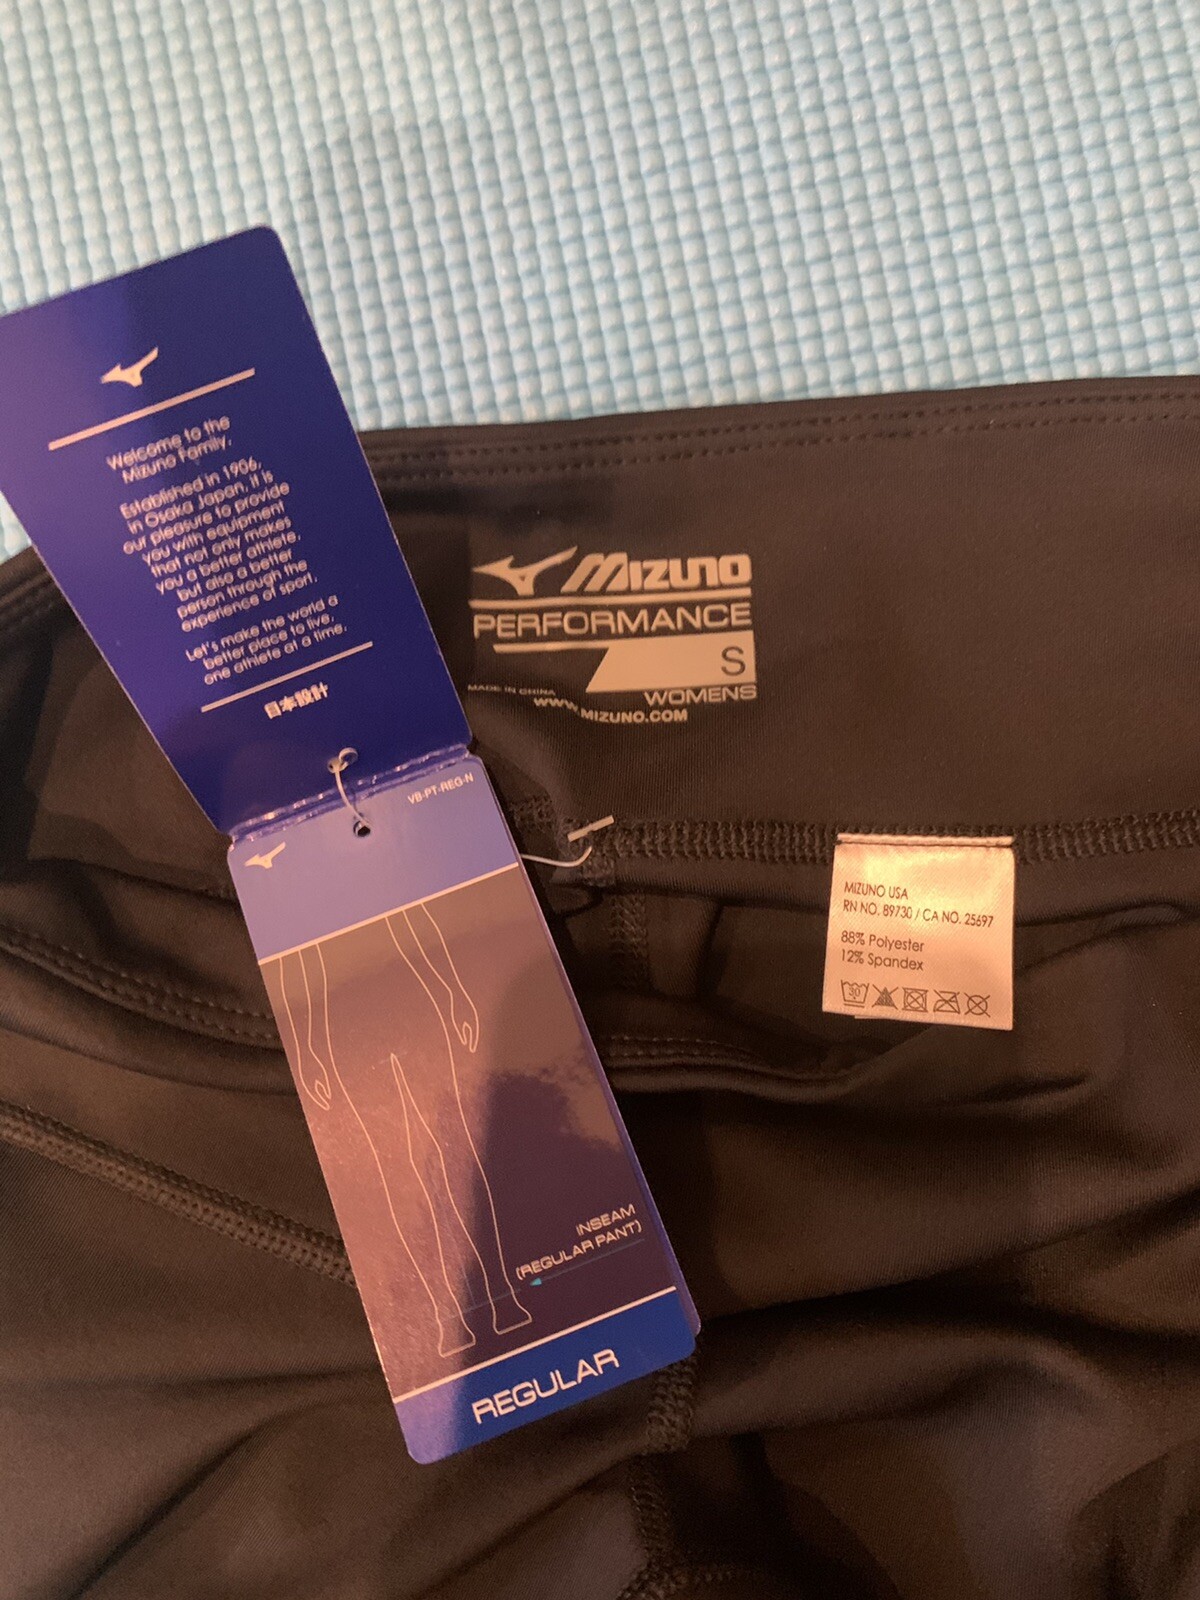 Welcome to the
Mizuno Family.
Established in 1906,
in Osaka Japan, it is
our pleasure to provide
you with equipment
that not only makes
you a better athlete,
but also a better
person through the
experience of sport.
Let's make the world a
better place to live,
one athlete at a time.
日本設計
VB-PT-REG-N
INSEAM
(REGULAR PANT)
REGULAR
MIZUNO
PERFORMANCE
S
WOMENS
MADE IN CHINA
WWW.MIZUNO.COM
MIZUNO USA
RN NO. 89730 / CA NO. 25697
88% Polyester
12% Spandex
30